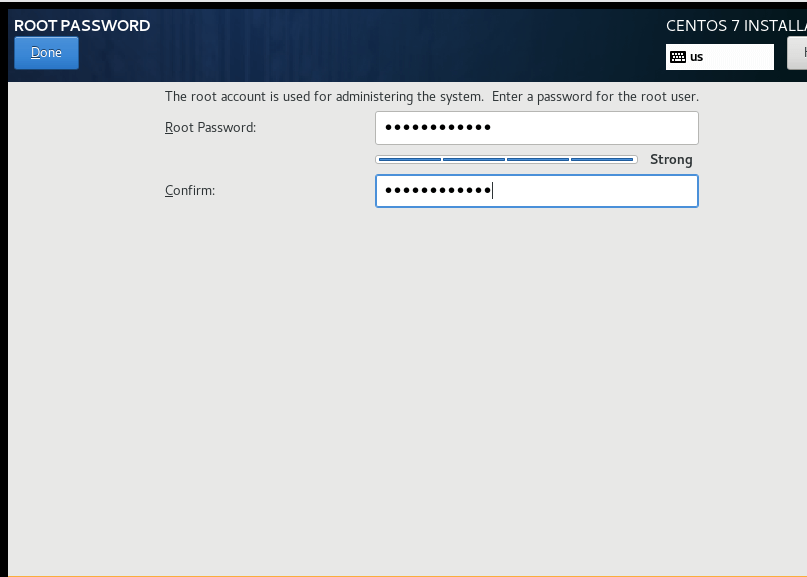 ROOT PASSWORD
CENTOS 7 INSTALLA
Done
us
The root account is used for administering the system.  Enter a password for the root user.
Root Password:
●●●●●●●●●●●●
Strong
Confirm:
●●●●●●●●●●●●